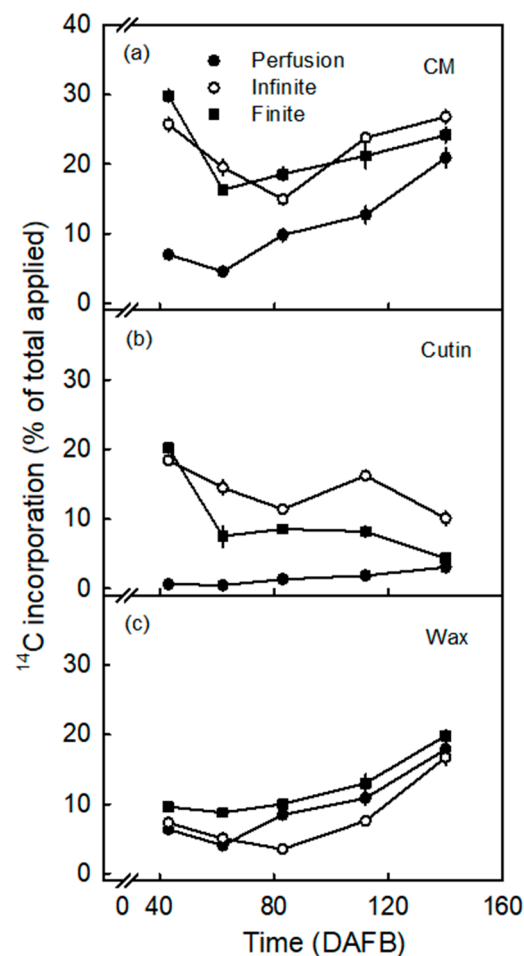 ¹⁴C incorporation (% of total applied)
40
(a)
Perfusion
CM
Infinite
30
Finite
20
10
0
(b)
Cutin
30
20
10
0
(c)
Wax
30
20
10
0
0 40 80 120 160
Time (DAFB)